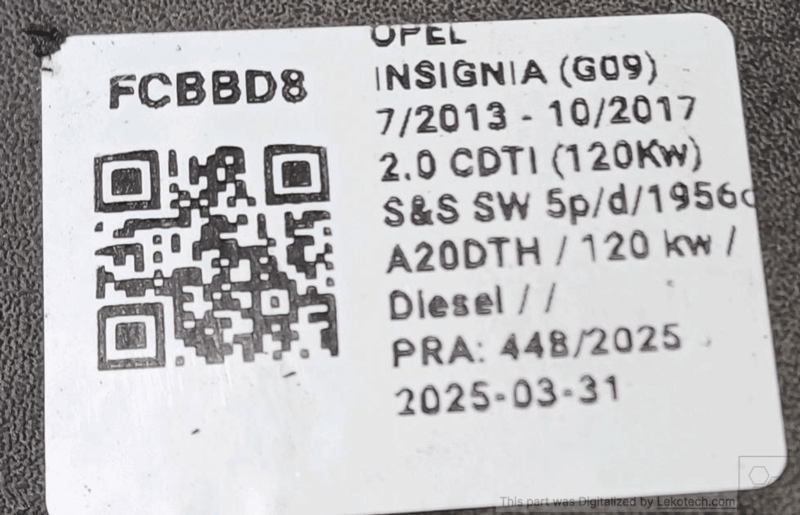 FCBBD8
OPEL
INSIGNIA (G09)
7/2013 - 10/2017
2.0 CDTI (120Kw)
S&S SW 5p/d/1956c
A20DTH / 120 kw /
Diesel / /
PRA: 448/2025
2025-03-31
This part was Digitalized by Lekotech.com